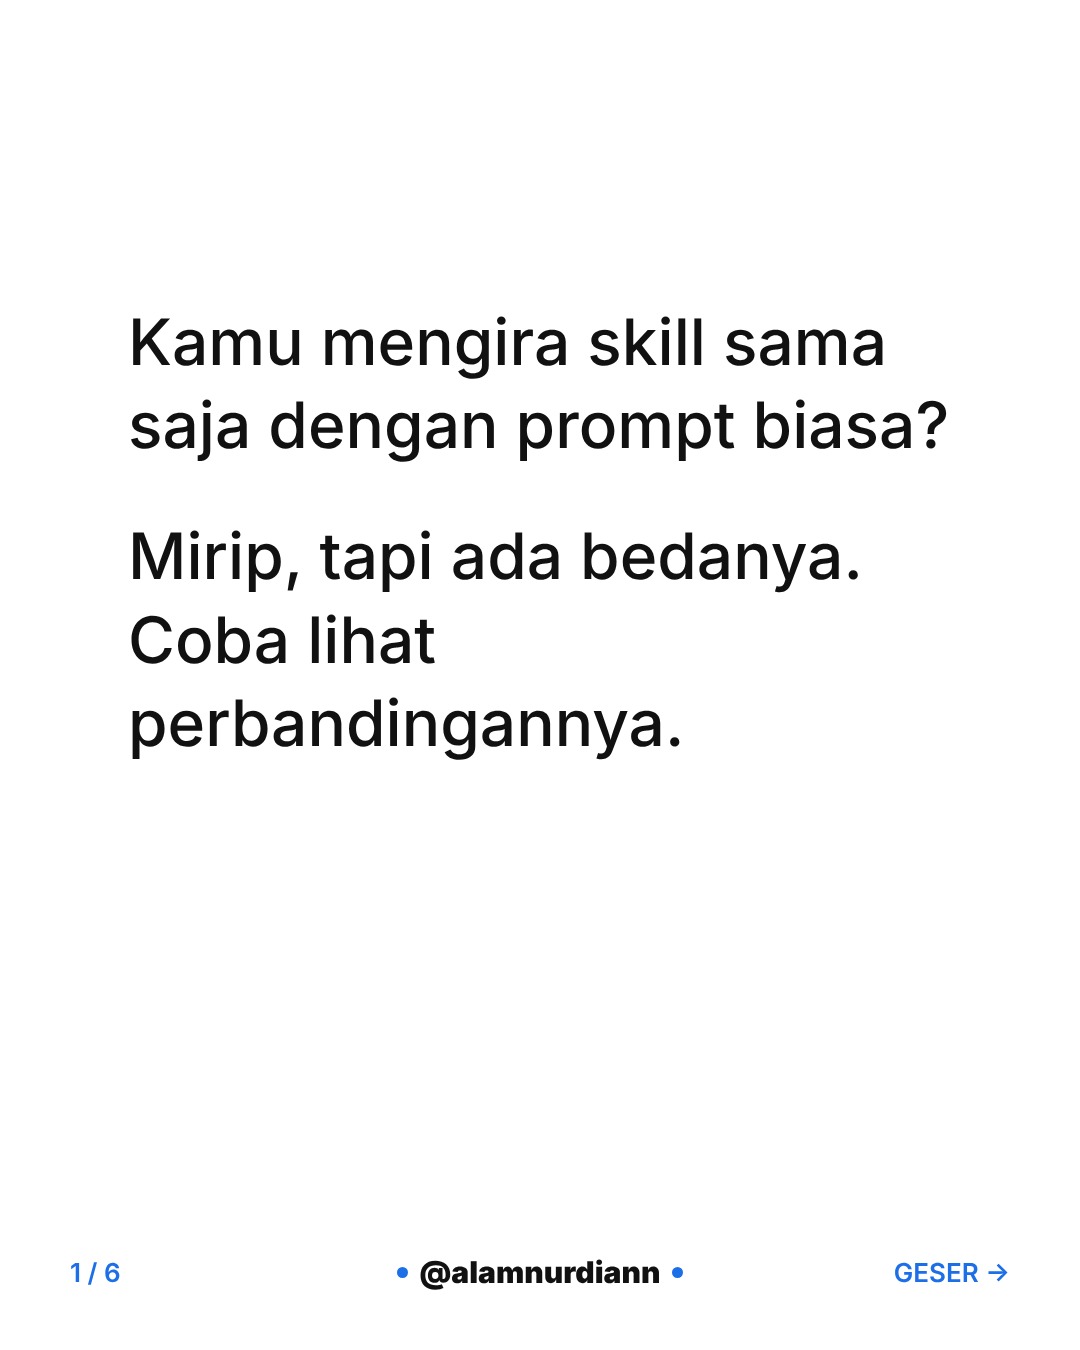 Kamu mengira skill sama
saja dengan prompt biasa?
Mirip, tapi ada bedanya.
Coba lihat
perbandingannya.
1 / 6
• @alamnurdiann •
GESER →